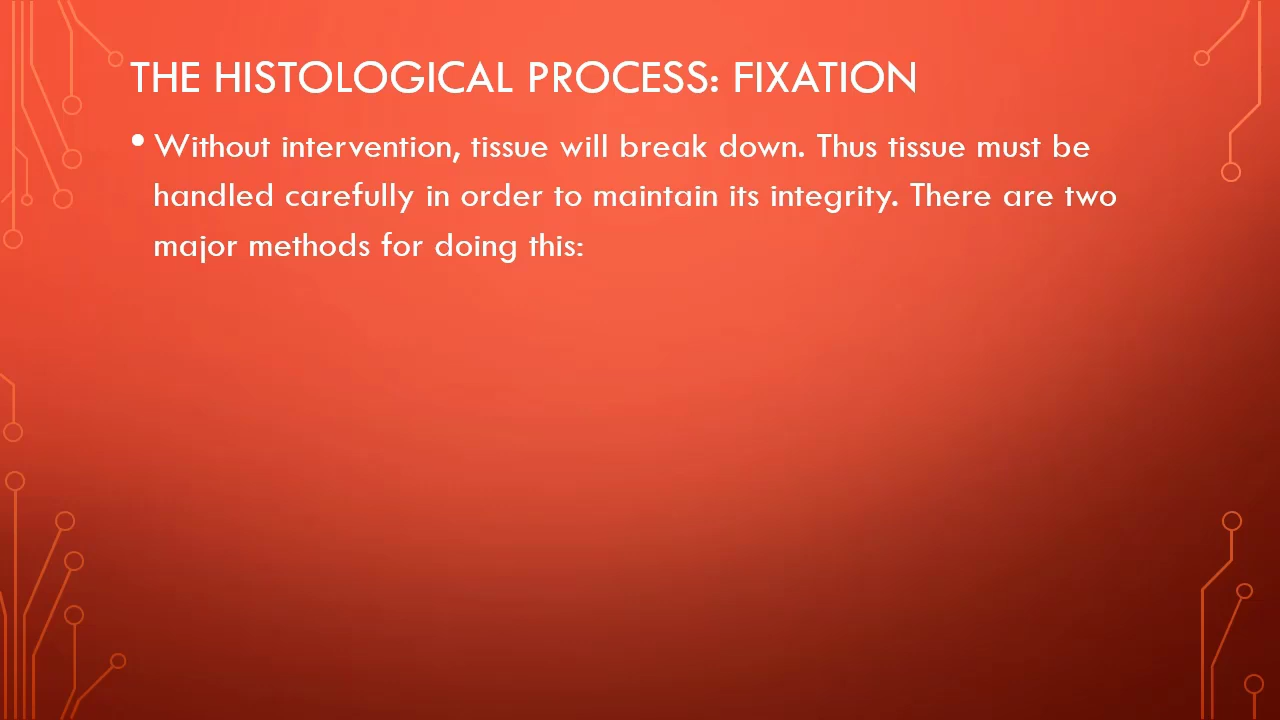 THE HISTOLOGICAL PROCESS: FIXATION
• Without intervention, tissue will break down. Thus tissue must be
handled carefully in order to maintain its integrity. There are two
major methods for doing this: